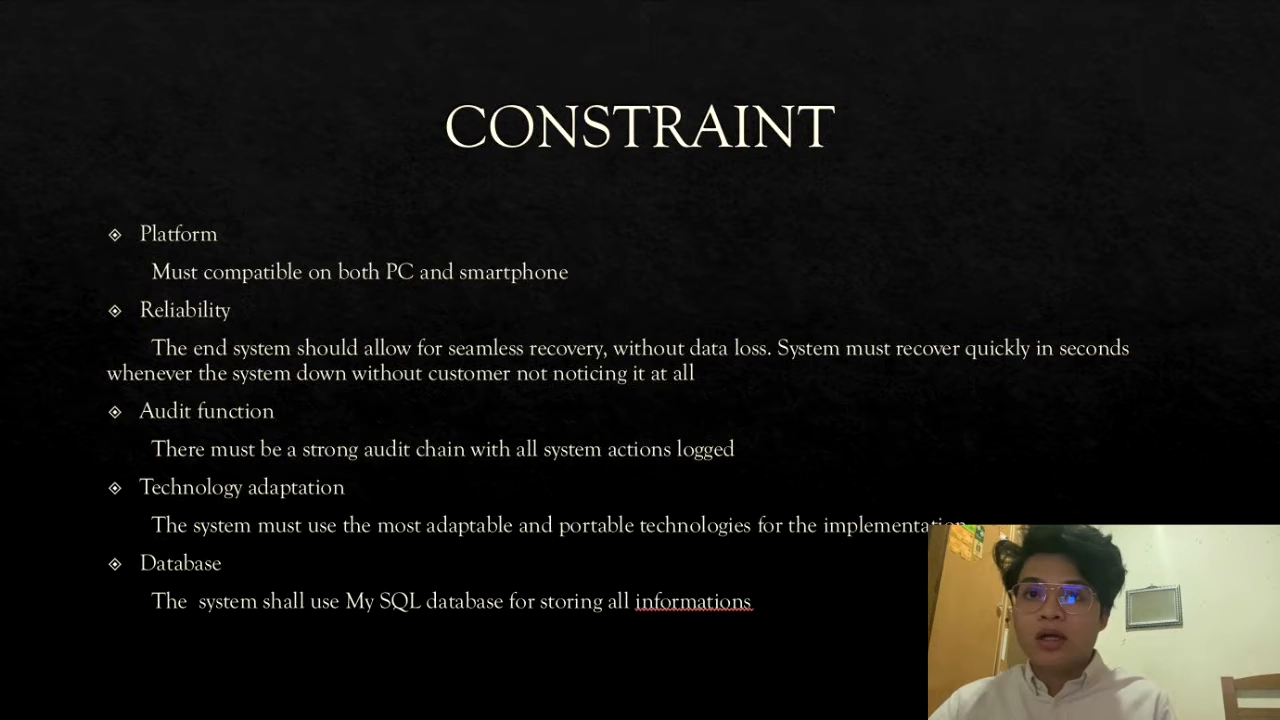 CONSTRAINT
Platform
Must compatible on both PC and smartphone
Reliability
The end system should allow for seamless recovery, without data loss. System must recover quickly in seconds
whenever the system down without customer not noticing it at all
Audit function
There must be a strong audit chain with all system actions logged
Technology adaptation
The system must use the most adaptable and portable technologies for the implementation
Database
The system shall use My SQL database for storing all informations